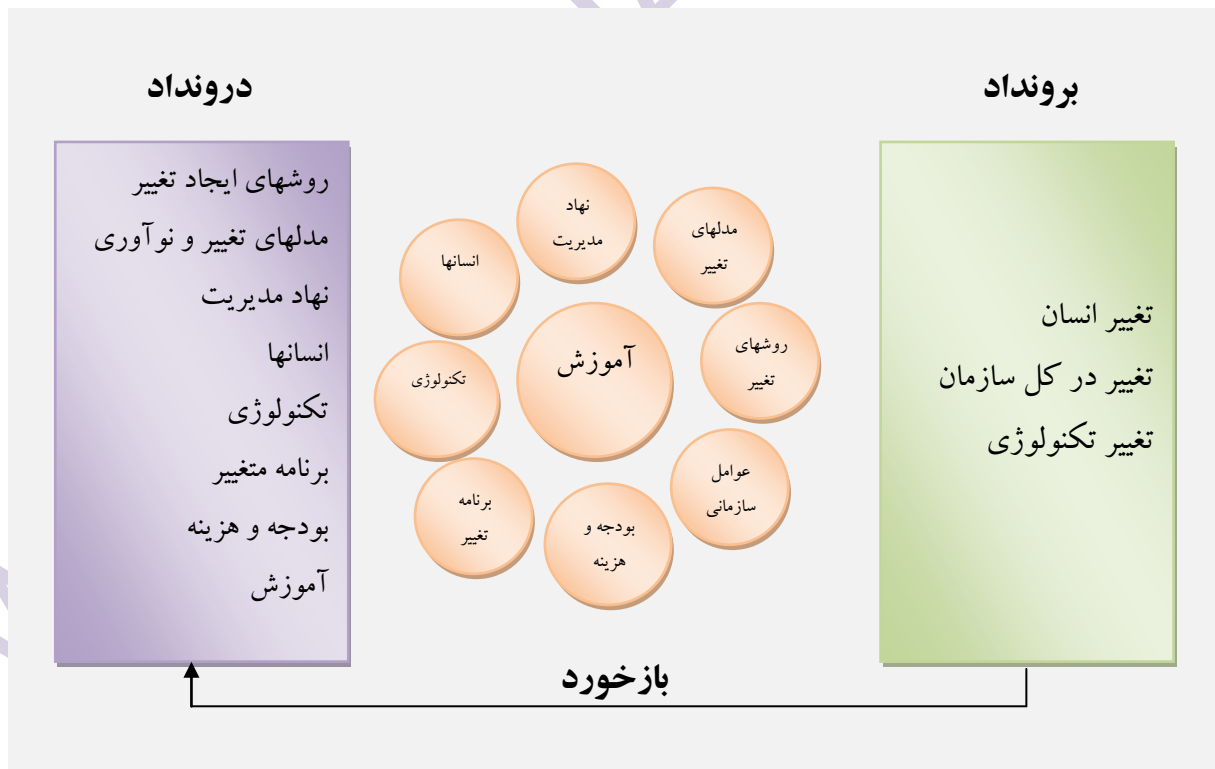 درونداد
برونداد
روشهای ایجاد تغییر
مدلهای تغییر و نوآوری
نهاد مدیریت
انسانها
تکنولوژی
برنامه متغییر
بودجه و هزینه
آموزش
نهاد
مدیریت
مدلهای
تغییر
انسانها
روشهای
تغییر
آموزش
تکنولوژی
عوامل
سازمانی
برنامه
تغییر
بودجه و
هزینه
تغییر انسان
تغییر در کل سازمان
تغییر تکنولوژی
بازخورد